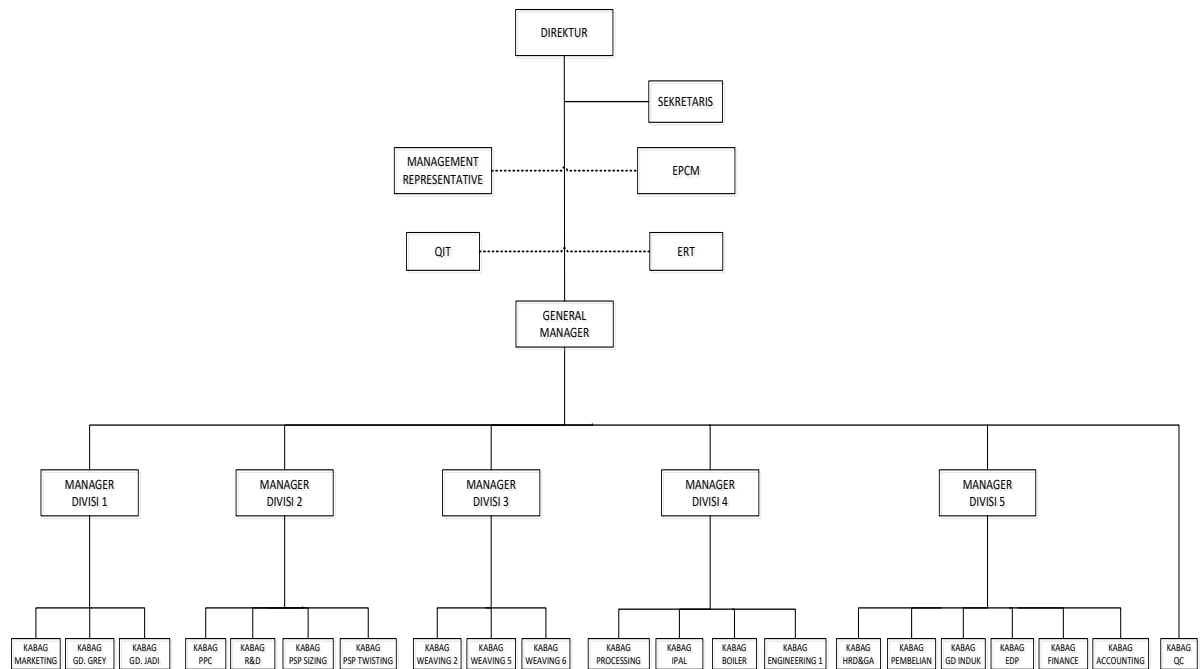 DIREKTUR
SEKRETARIS
MANAGEMENT
REPRESENTATIVE
EPCM
QIT
ERT
GENERAL
MANAGER
MANAGER
DIVISI 1
MANAGER
DIVISI 2
MANAGER
DIVISI 3
MANAGER
DIVISI 4
MANAGER
DIVISI 5
KABAG
MARKETING
KABAG
GD. GREY
KABAG
GD. JADI
KABAG
PPC
KABAG
R&D
KABAG
PSP SIZING
KABAG
PSP TWISTING
KABAG
WEAVING 2
KABAG
WEAVING 5
KABAG
WEAVING 6
KABAG
PROCESSING
KABAG
IPAL
KABAG
BOILER
KABAG
ENGINEERING 1
KABAG
HRD&GA
KABAG
PEMBELIAN
KABAG
GD INDUK
KABAG
EDP
KABAG
FINANCE
KABAG
ACCOUNTING
KABAG
QC